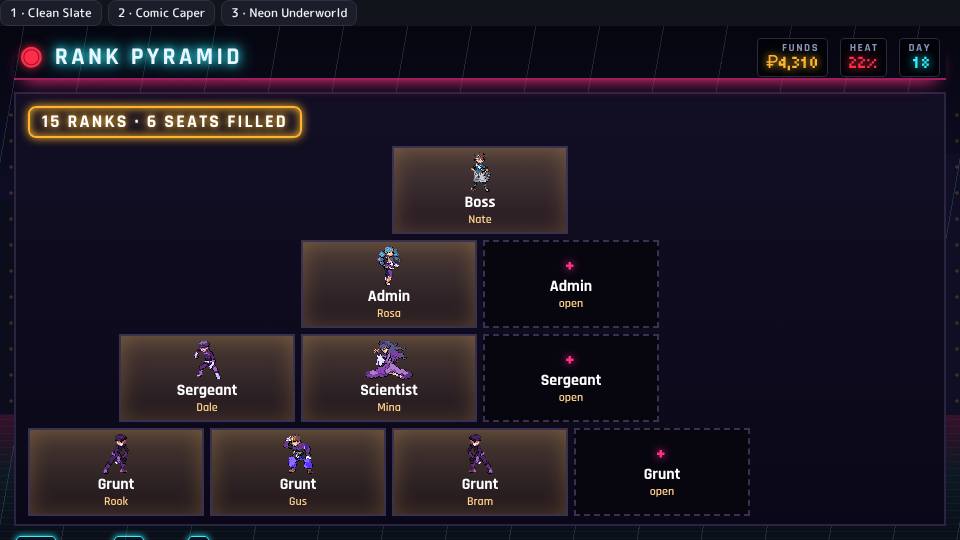 1 · Clean Slate
2 · Comic Caper
3 · Neon Underworld
RANK PYRAMID
FUNDS
₽4,310
HEAT
22%
DAY
18
15 RANKS · 6 SEATS FILLED
Boss
Nate
Admin
Rosa
+
Admin
open
Sergeant
Dale
Scientist
Mina
+
Sergeant
open
Grunt
Rook
Grunt
Gus
Grunt
Bram
+
Grunt
open